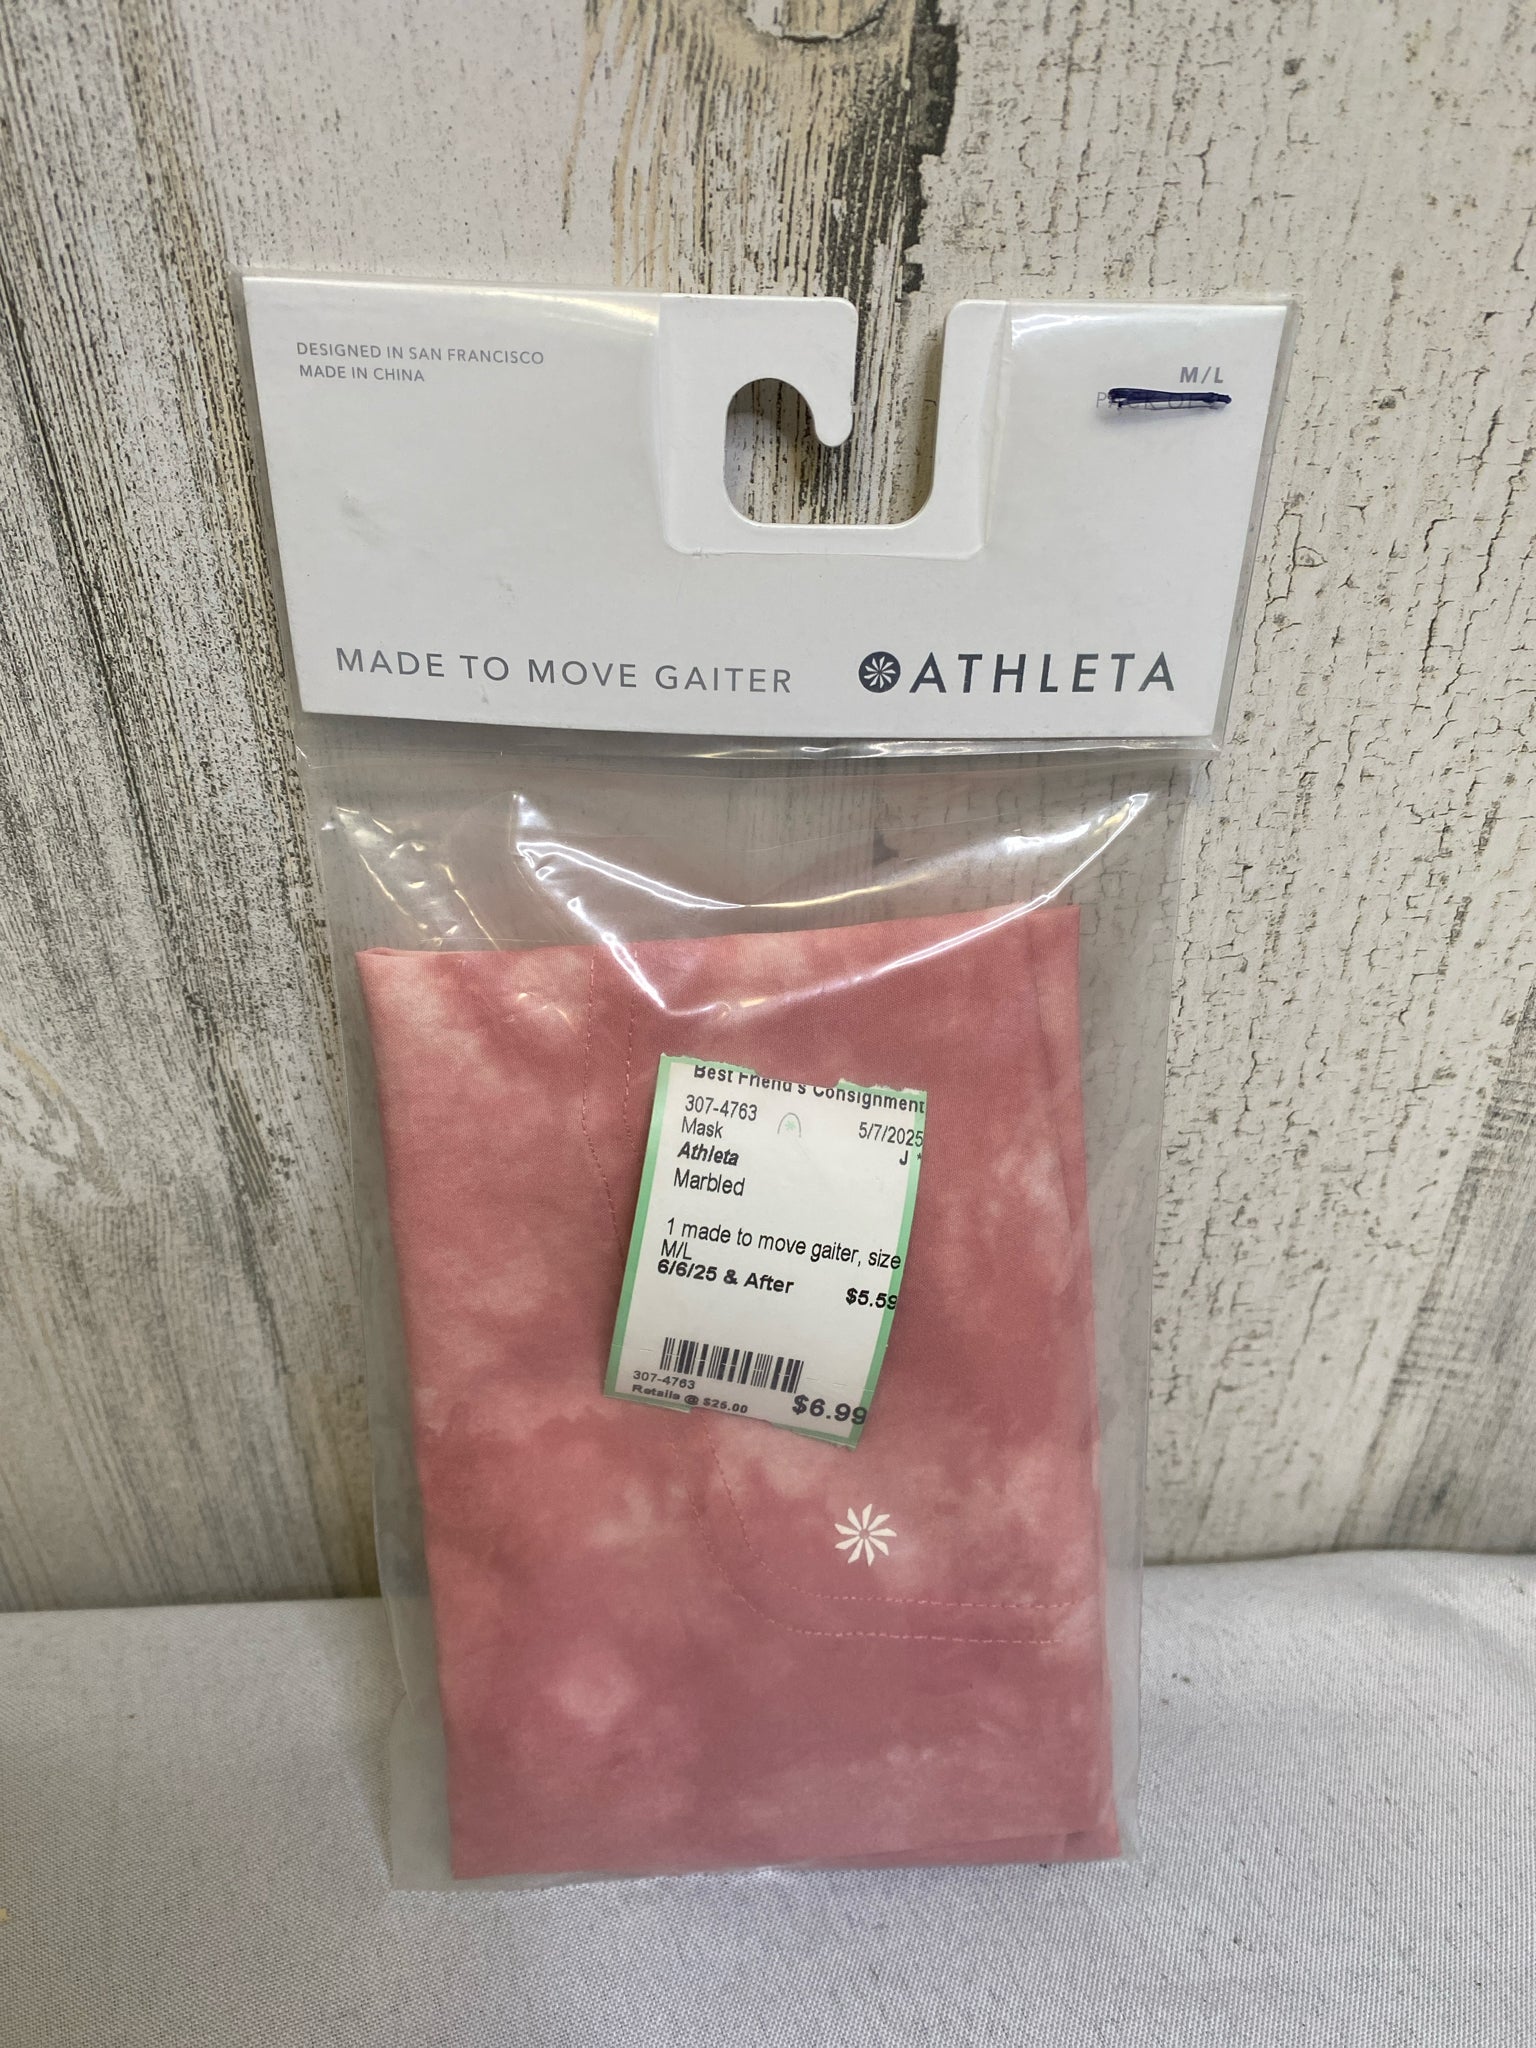 DESIGNED IN SAN FRANCISCO
MADE IN CHINA
M/L
MADE TO MOVE GAITER
ATHLETA
Best Friend's Consignment
307-4763 5/7/2025
Mask J *
Athleta
Marbled
1 made to move gaiter, size
M/L
6/6/25 & After $5.59
307-4763
Retails @ $25.00 $6.99